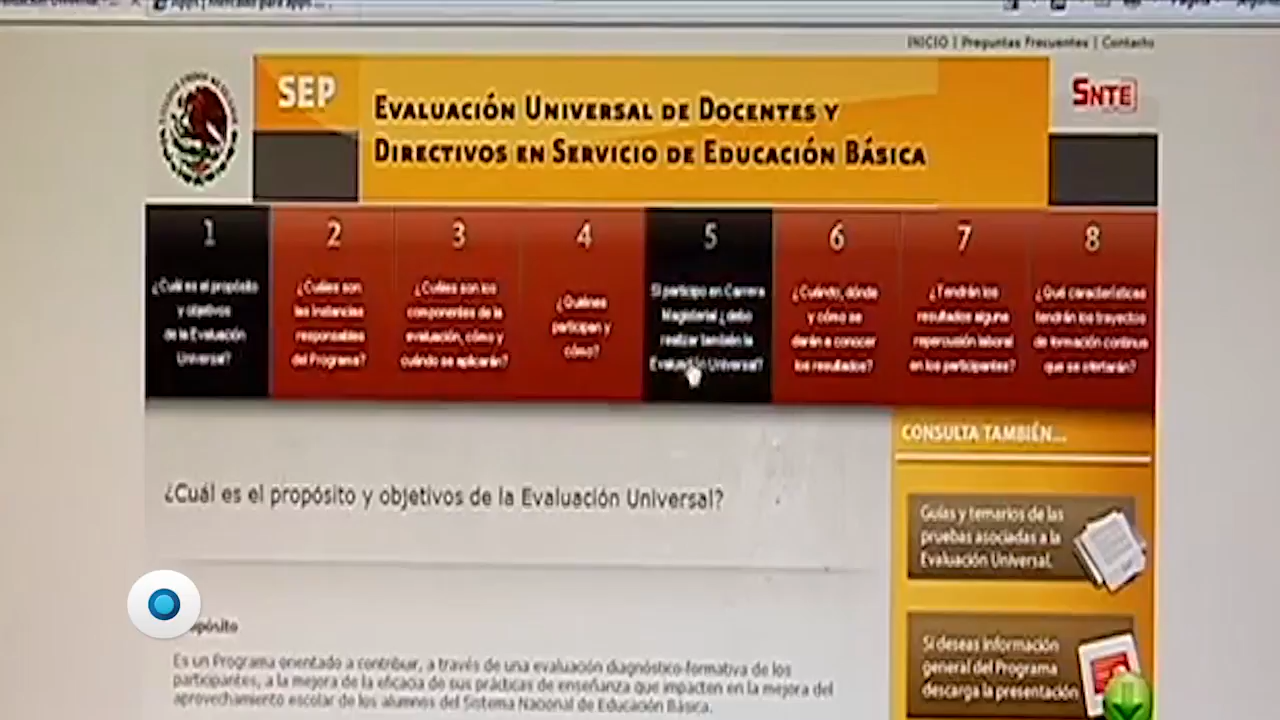 INICIO | Preguntas Frecuentes | Contacto
SEP
EVALUACIÓN UNIVERSAL DE DOCENTES Y
DIRECTIVOS EN SERVICIO DE EDUCACIÓN BÁSICA
SNTE
1
¿Cuál es el propósito
y objetivos
de la Evaluación
Universal?
2
¿Cuáles son
las instancias
responsables
del Programa?
3
¿Cuáles son los
componentes de la
evaluación, cómo y
cuándo se aplicarán?
4
¿Quiénes
participan y
cómo?
5
Si participo en Carrera
Magisterial ¿debo
realizar también la
Evaluación Universal?
6
¿Cuándo, dónde
y cómo se
darán a conocer
los resultados?
7
¿Tendrán los
resultados alguna
repercusión laboral
en los participantes?
8
¿Qué características
tendrán los trayectos
de formación continua
que se ofertarán?
¿Cuál es el propósito y objetivos de la Evaluación Universal?
Es un Programa orientado a contribuir, a través de una evaluación diagnóstico-formativa de los
participantes, a la mejora de la eficacia de sus prácticas de enseñanza que impacten en la mejora del
aprovechamiento escolar de los alumnos del Sistema Nacional de Educación Básica.
CONSULTA TAMBIÉN...
Guías y temarios de las
pruebas asociadas a la
Evaluación Universal.
Si deseas información
general del Programa
descarga la presentación